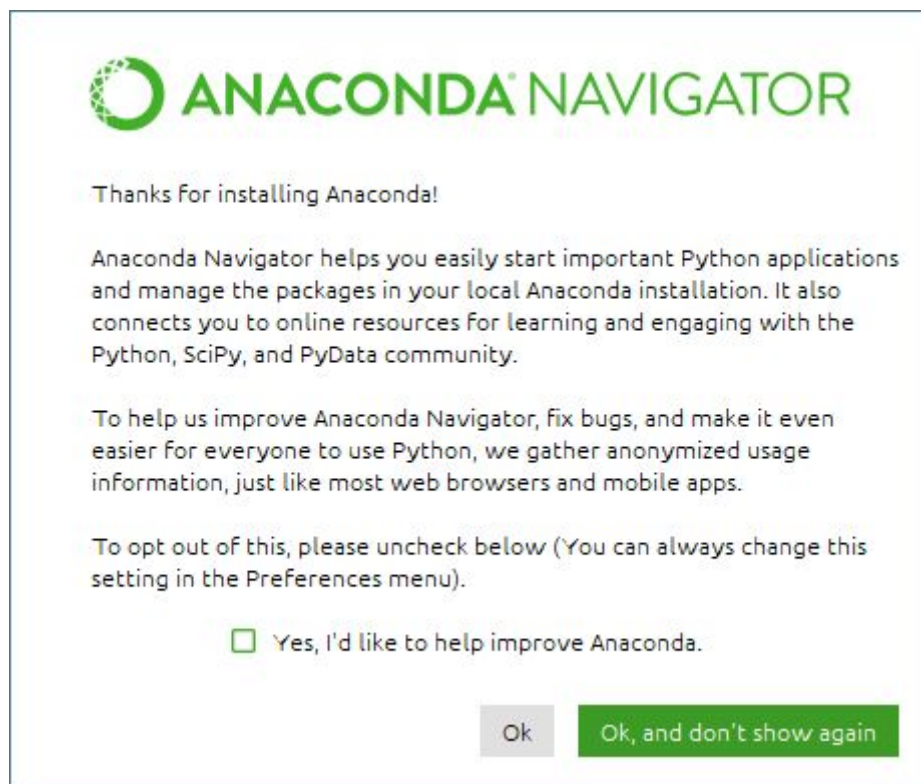 ANACONDA NAVIGATOR
Thanks for installing Anaconda!
Anaconda Navigator helps you easily start important Python applications
and manage the packages in your local Anaconda installation. It also
connects you to online resources for learning and engaging with the
Python, SciPy, and PyData community.
To help us improve Anaconda Navigator, fix bugs, and make it even
easier for everyone to use Python, we gather anonymized usage
information, just like most web browsers and mobile apps.
To opt out of this, please uncheck below (You can always change this
setting in the Preferences menu).
Yes, I'd like to help improve Anaconda.
Ok Ok, and don't show again